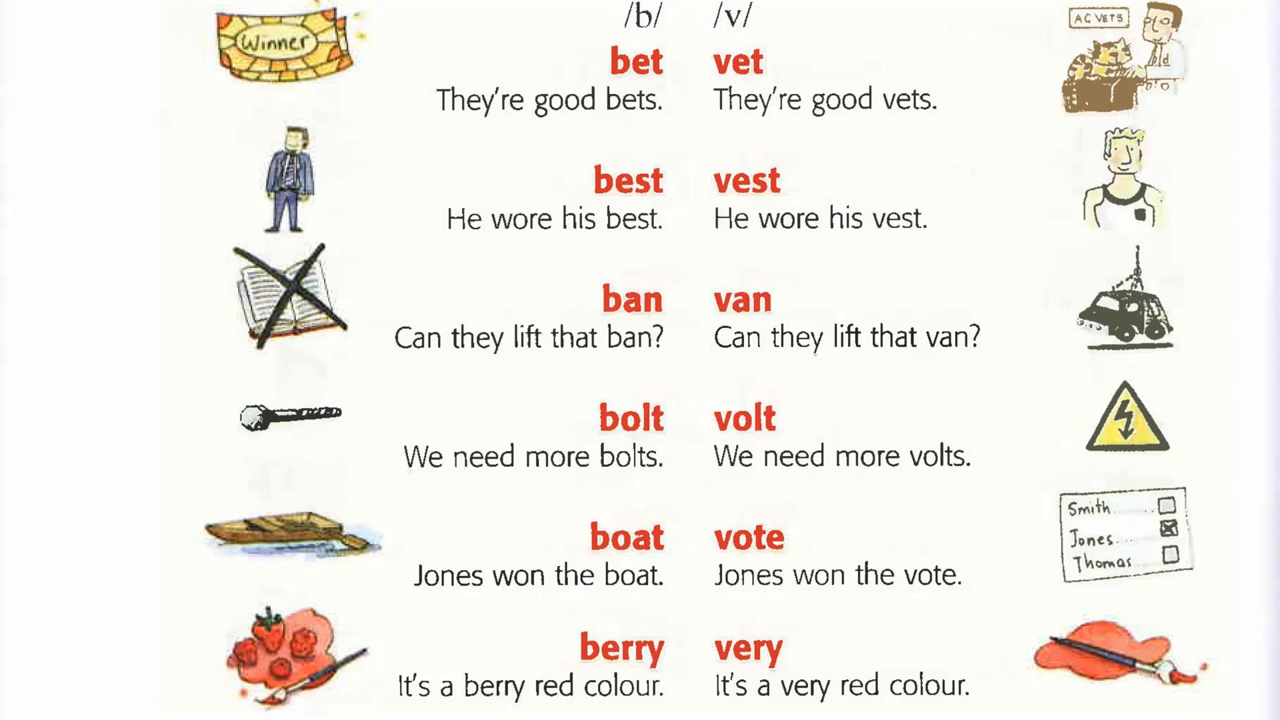 /b/ /v/
Winner
AC VETS
bet vet
They're good bets. They're good vets.
best vest
He wore his best. He wore his vest.
ban van
Can they lift that ban? Can they lift that van?
bolt volt
We need more bolts. We need more volts.
Smith
Jones...
Thomas
boat vote
Jones won the boat. Jones won the vote.
berry very
It's a berry red colour. It's a very red colour.